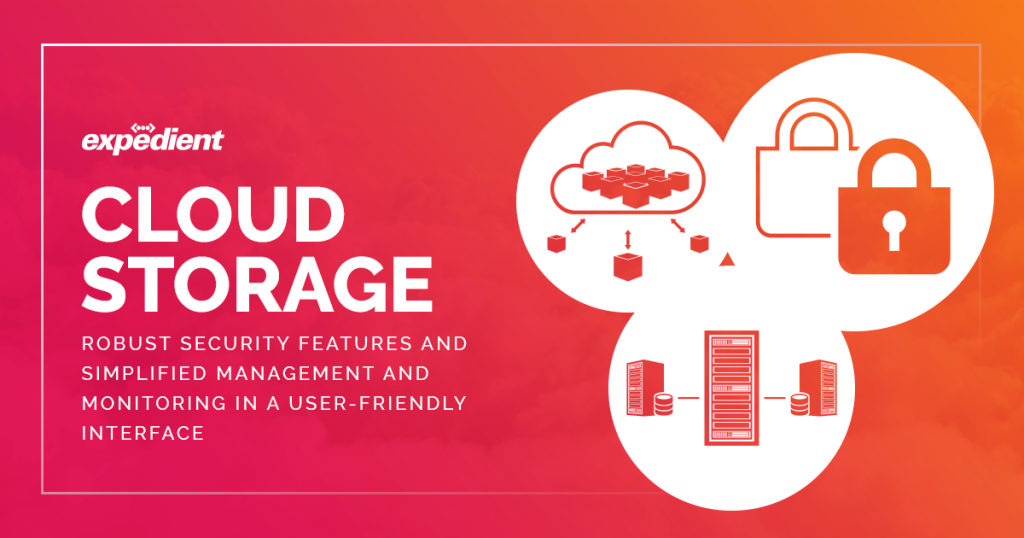 expedient
CLOUD
STORAGE
ROBUST SECURITY FEATURES AND
SIMPLIFIED MANAGEMENT AND
MONITORING IN A USER-FRIENDLY
INTERFACE